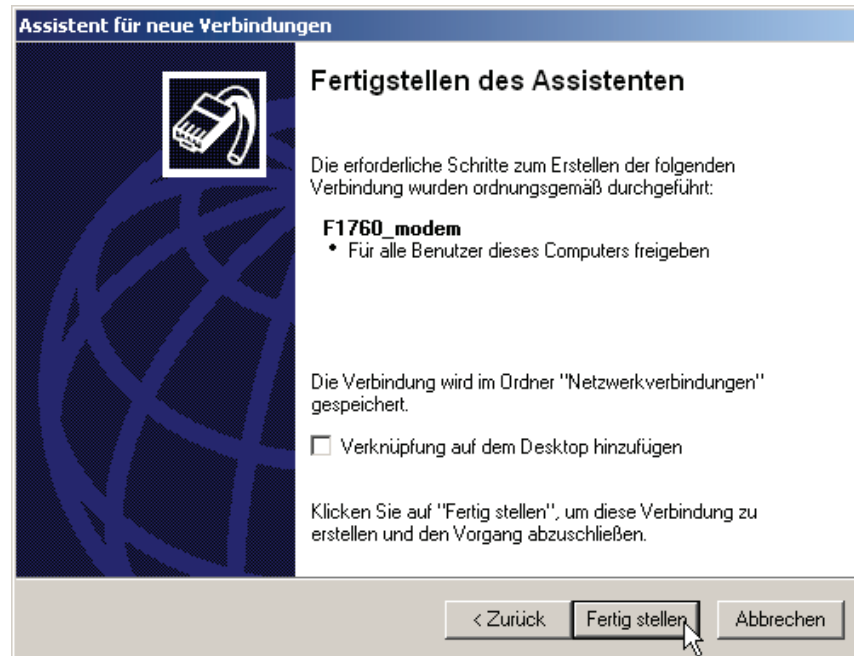 Assistent für neue Verbindungen
Fertigstellen des Assistenten
Die erforderliche Schritte zum Erstellen der folgenden
Verbindung wurden ordnungsgemäß durchgeführt:
F1760_modem
• Für alle Benutzer dieses Computers freigeben
Die Verbindung wird im Ordner "Netzwerkverbindungen"
gespeichert.
Verknüpfung auf dem Desktop hinzufügen
Klicken Sie auf "Fertig stellen", um diese Verbindung zu
erstellen und den Vorgang abzuschließen.
< Zurück Fertig stellen Abbrechen